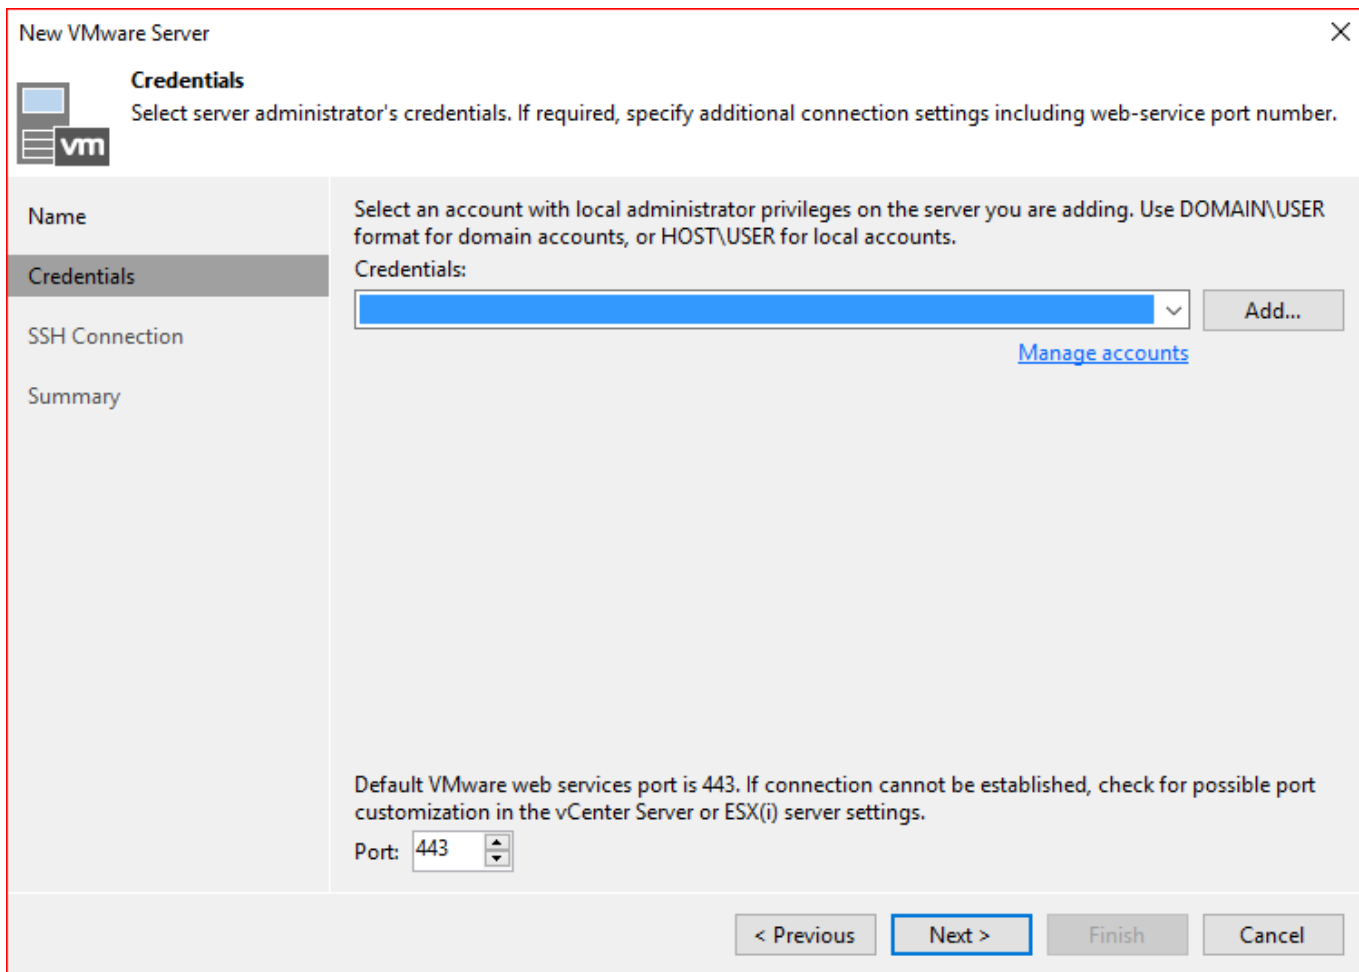 New VMware Server
Credentials
Select server administrator's credentials. If required, specify additional connection settings including web-service port number.
vm
Name
Credentials
SSH Connection
Summary
Select an account with local administrator privileges on the server you are adding. Use DOMAIN\USER
format for domain accounts, or HOST\USER for local accounts.
Credentials:
Add...
Manage accounts
Default VMware web services port is 443. If connection cannot be established, check for possible port
customization in the vCenter Server or ESX(i) server settings.
Port: 443
< Previous
Next >
Finish
Cancel